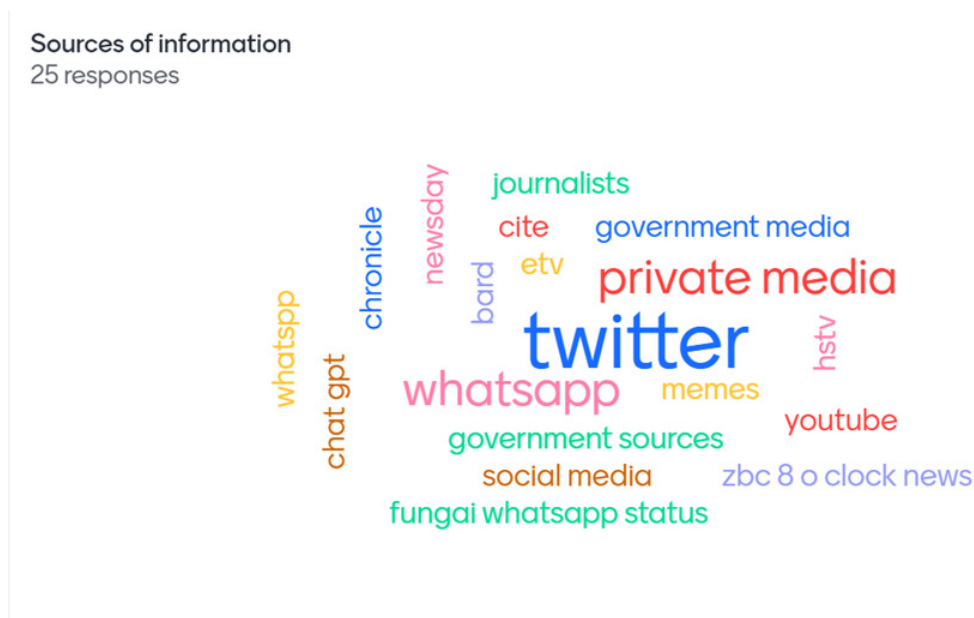 Sources of information
25 responses
journalists
newsday
cite
government media
chronicle
etv
bard
private media
twitter
hstv
whatspp
chat gpt
whatsapp
memes
youtube
government sources
social media
zbc 8 o clock news
fungai whatsapp status